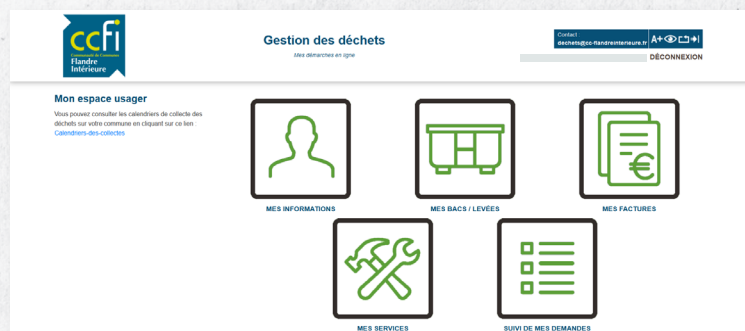 ccfi
Communauté de Communes
Flandre
Intérieure
Gestion des déchets
Mes démarches en ligne
Contact :
dechets@cc-flandreinterieure.fr
A+
DÉCONNEXION
Mon espace usager
Vous pouvez consulter les calendriers de collecte des
déchets sur votre commune en cliquant sur ce lien :
Calendriers-des-collectes
MES INFORMATIONS
MES BACS / LEVÉES
MES FACTURES
MES SERVICES
SUIVI DE MES DEMANDES